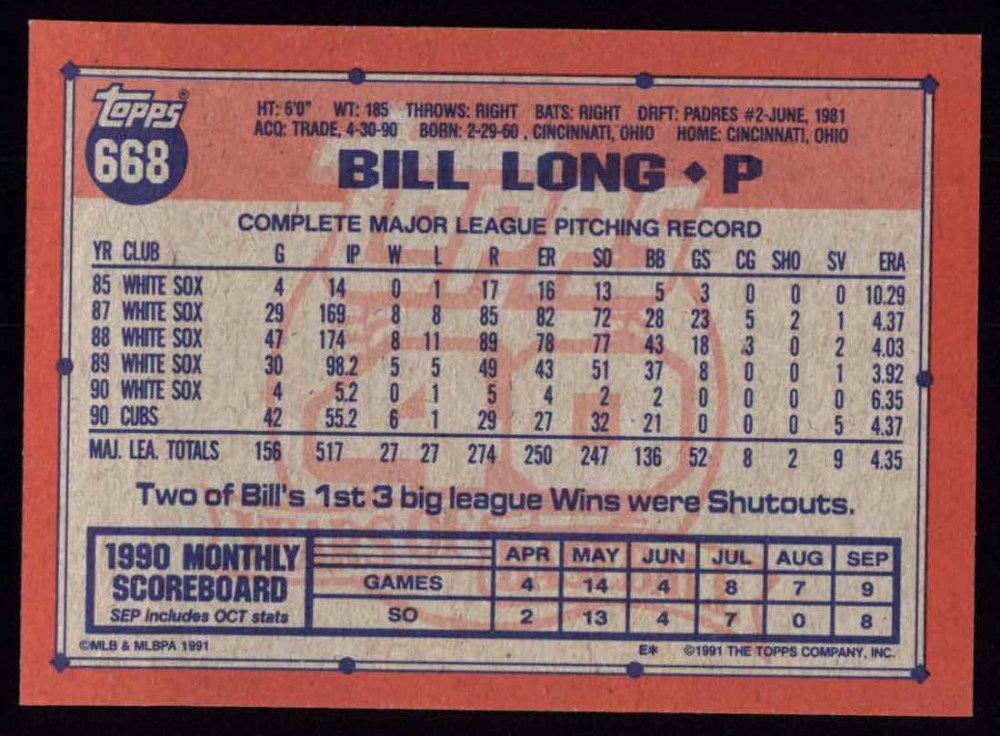 Topps®
668
HT: 6'0" WT: 185 THROWS: RIGHT BATS: RIGHT DRFT: PADRES #2-JUNE, 1981
ACQ: TRADE, 4-30-90 BORN: 2-29-60 , CINCINNATI, OHIO HOME: CINCINNATI, OHIO
BILL LONG ◆ P
COMPLETE MAJOR LEAGUE PITCHING RECORD
YR CLUB G IP W L R ER SO BB GS CG SHO SV ERA
85 WHITE SOX 4 14 0 1 17 16 13 5 3 0 0 0 10.29
87 WHITE SOX 29 169 8 8 85 82 72 28 23 5 2 1 4.37
88 WHITE SOX 47 174 8 11 89 78 77 43 18 3 0 2 4.03
89 WHITE SOX 30 98.2 5 5 49 43 51 37 8 0 0 1 3.92
90 WHITE SOX 4 5.2 0 1 5 4 2 2 0 0 0 0 6.35
90 CUBS 42 55.2 6 1 29 27 32 21 0 0 0 5 4.37
MAJ. LEA. TOTALS 156 517 27 27 274 250 247 136 52 8 2 9 4.35
Two of Bill's 1st 3 big league Wins were Shutouts.
1990 MONTHLY
SCOREBOARD
SEP includes OCT stats
APR MAY JUN JUL AUG SEP
GAMES 4 14 4 8 7 9
SO 2 13 4 7 0 8
©MLB & MLBPA 1991
E* ©1991 THE TOPPS COMPANY, INC.
TOPPS
40
YEARS OF